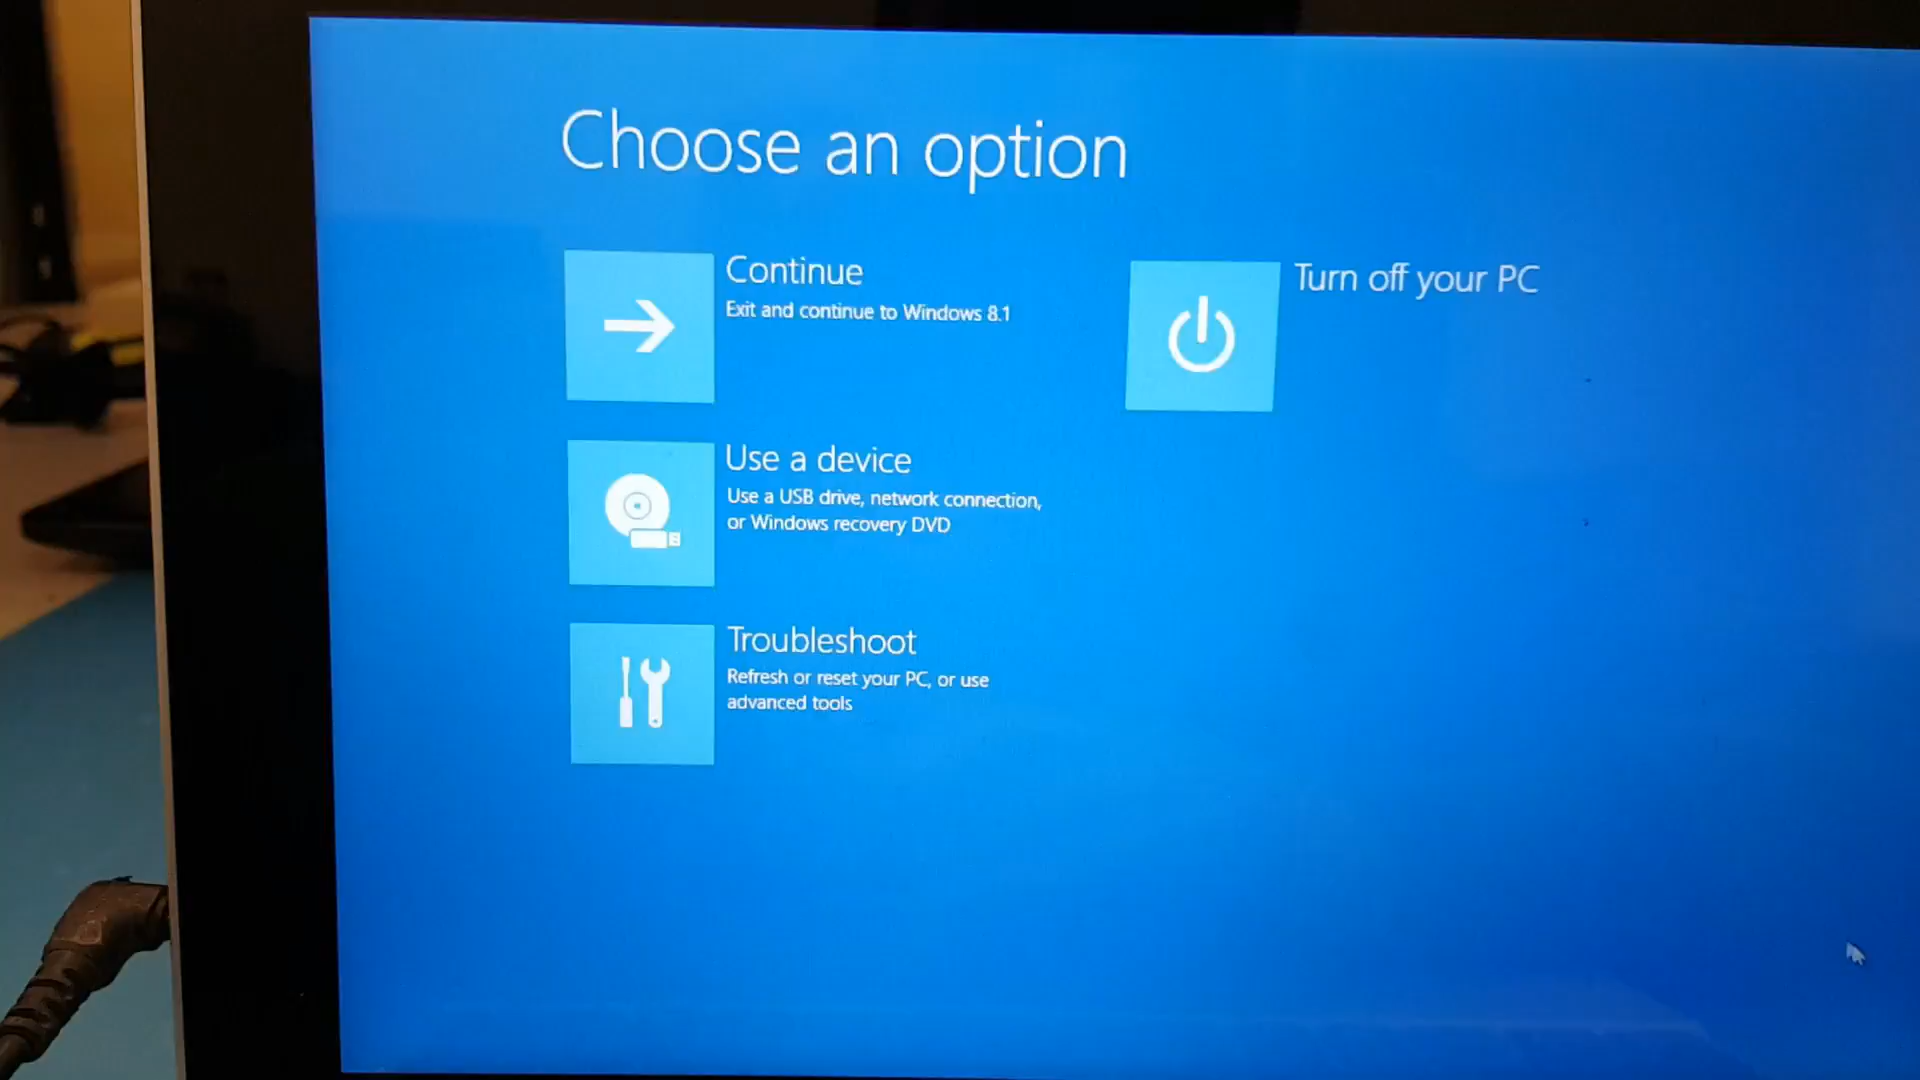 Choose an option
Continue
Exit and continue to Windows 8.1
Turn off your PC
Use a device
Use a USB drive, network connection,
or Windows recovery DVD
Troubleshoot
Refresh or reset your PC, or use
advanced tools